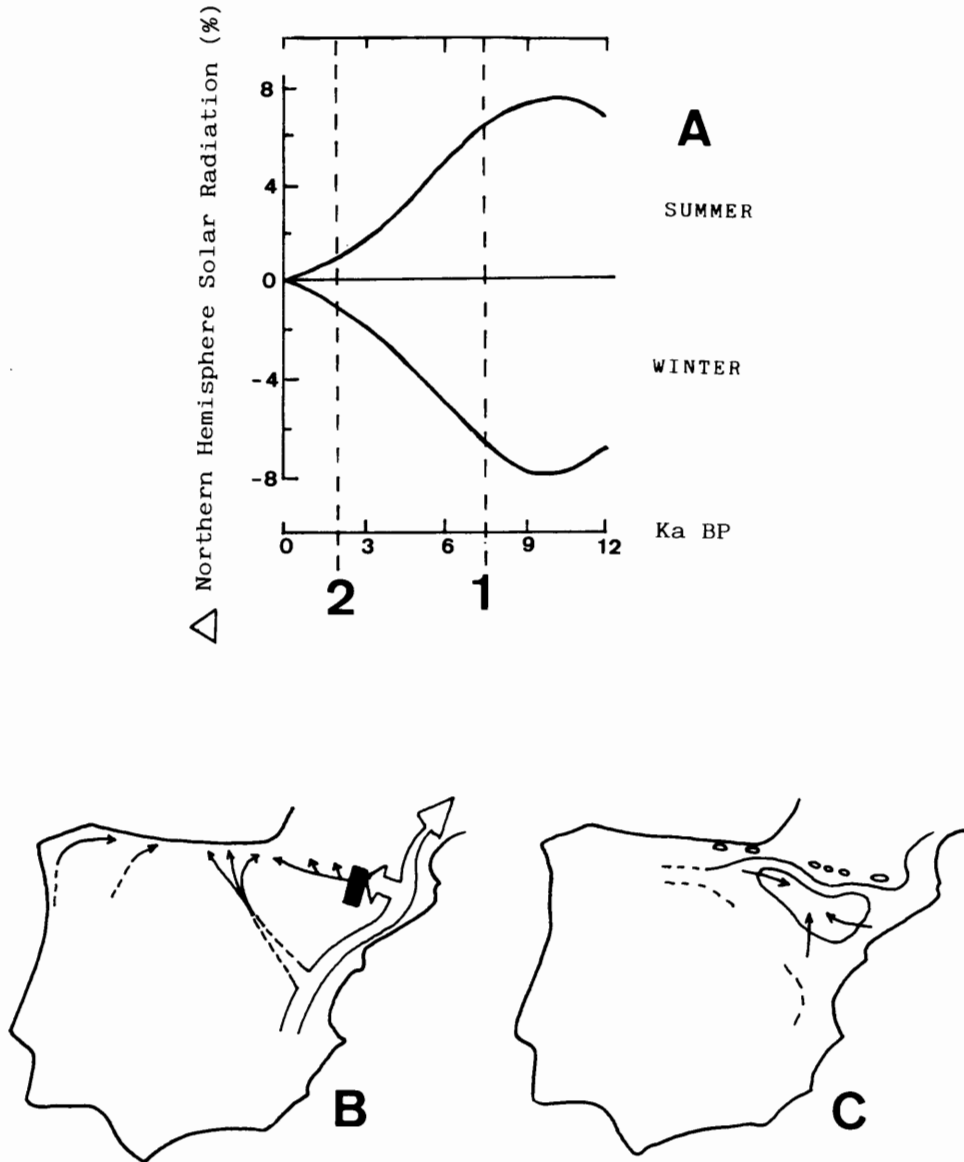 △ Northern Hemisphere Solar Radiation (%)
8
4
0
-4
-8
A
SUMMER
WINTER
0 3 6 9 12
Ka BP
2 1
B
C